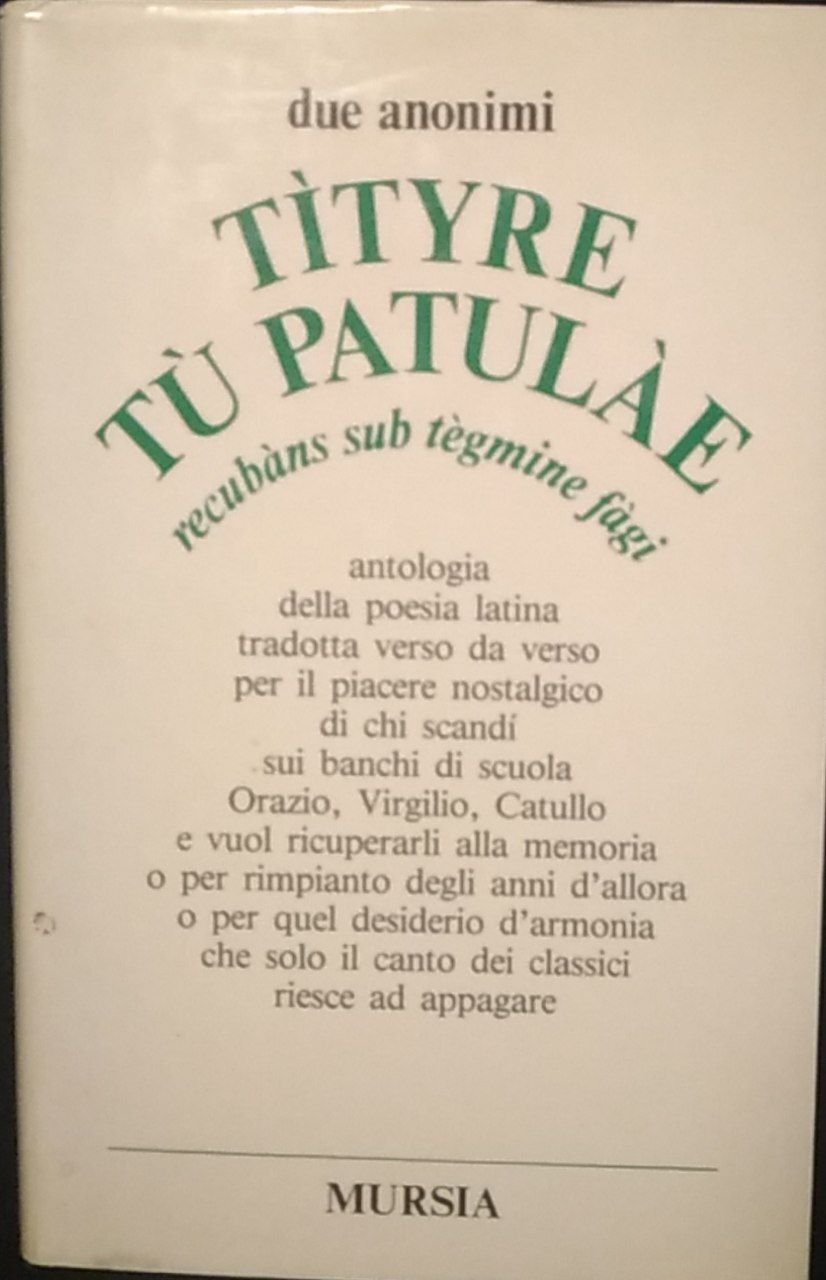 due anonimi
TÌTYRE
TÙ PATULÀE
recubàns sub tègmine fàgi
antologia
della poesia latina
tradotta verso da verso
per il piacere nostalgico
di chi scandí
sui banchi di scuola
Orazio, Virgilio, Catullo
e vuol ricuperarli alla memoria
o per rimpianto degli anni d'allora
o per quel desiderio d'armonia
che solo il canto dei classici
riesce ad appagare
MURSIA